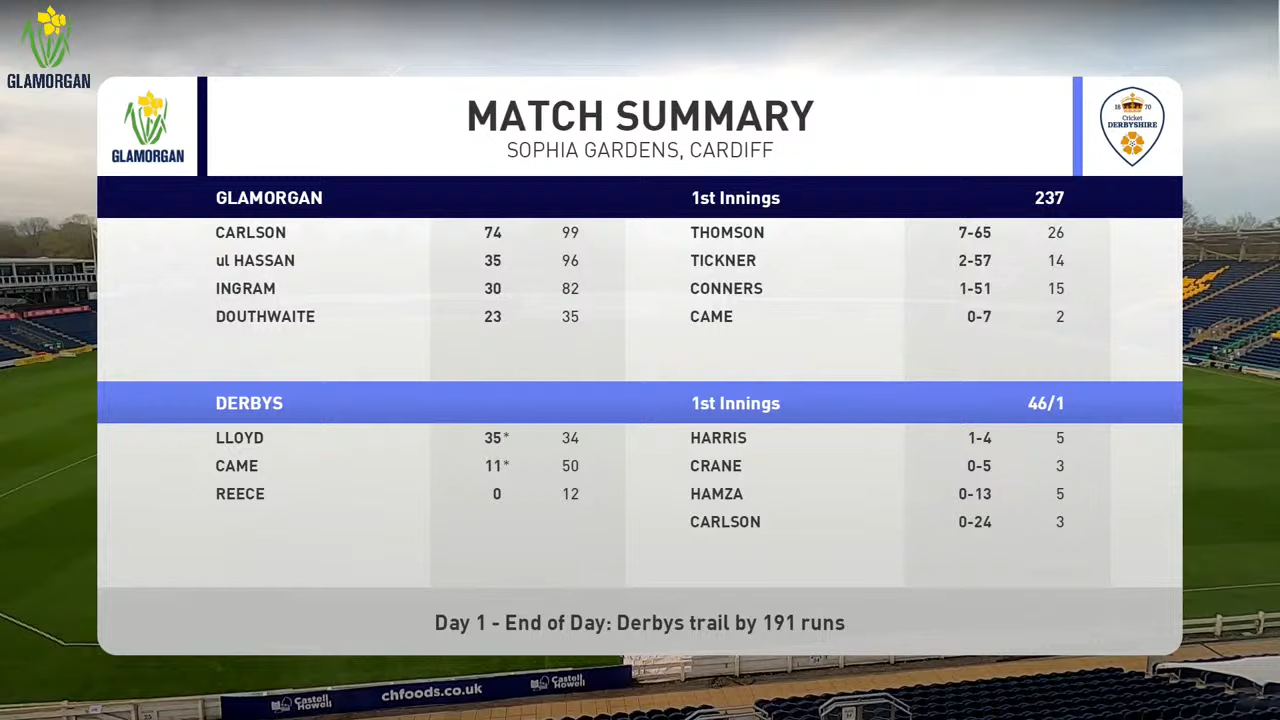 GLAMORGAN
GLAMORGAN
MATCH SUMMARY
SOPHIA GARDENS, CARDIFF
18 70
Cricket
DERBYSHIRE
GLAMORGAN 1st Innings 237
CARLSON 74 99 THOMSON 7-65 26
ul HASSAN 35 96 TICKNER 2-57 14
INGRAM 30 82 CONNERS 1-51 15
DOUTHWAITE 23 35 CAME 0-7 2
DERBYS 1st Innings 46/1
LLOYD 35* 34 HARRIS 1-4 5
CAME 11* 50 CRANE 0-5 3
REECE 0 12 HAMZA 0-13 5
CARLSON 0-24 3
Day 1 - End of Day: Derbys trail by 191 runs
Castell Howell
chfoods.co.uk
Castell Howell